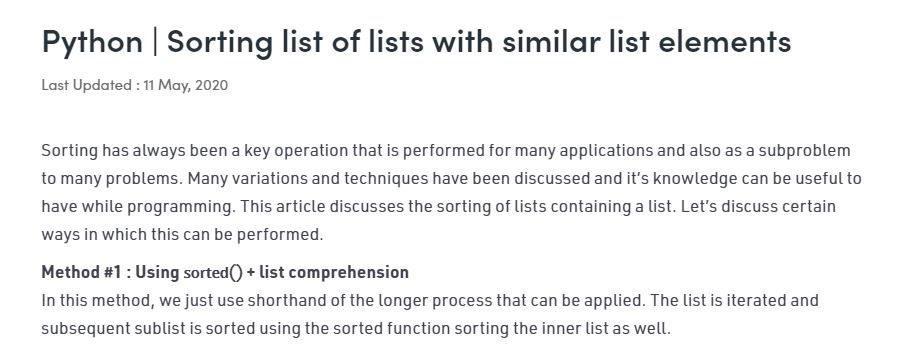 Python | Sorting list of lists with similar list elements
Last Updated : 11 May, 2020
Sorting has always been a key operation that is performed for many applications and also as a subproblem
to many problems. Many variations and techniques have been discussed and it’s knowledge can be useful to
have while programming. This article discusses the sorting of lists containing a list. Let’s discuss certain
ways in which this can be performed.
Method #1 : Using sorted() + list comprehension
In this method, we just use shorthand of the longer process that can be applied. The list is iterated and
subsequent sublist is sorted using the sorted function sorting the inner list as well.